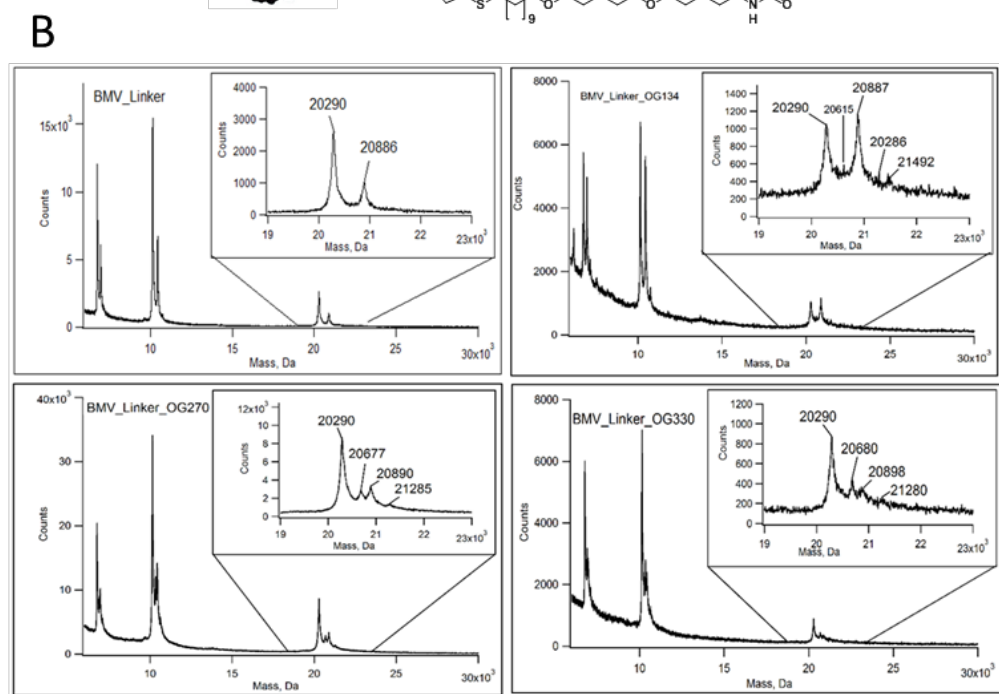 S 9 O O N O
H
B
BMV_Linker
15x10³
10
5
0
Counts
10 15 20 25 30x10³
Mass, Da
4000
3000
2000
1000
0
Counts
20290
20886
19 20 21 22 23x10³
Mass, Da
BMV_Linker_OG134
8000
6000
4000
2000
0
Counts
10 15 20 25 30x10³
Mass, Da
1400
1200
1000
800
600
400
200
0
Counts
20290 20615 20887
20286
21492
19 20 21 22 23x10³
Mass, Da
BMV_Linker_OG270
40x10³
30
20
10
0
Counts
10 15 20 25 30x10³
Mass, Da
12x10³
10
8
6
4
2
0
Counts
20290
20677
20890
21285
19 20 21 22 23x10³
Mass, Da
BMV_Linker_OG330
8000
6000
4000
2000
0
Counts
10 15 20 25 30x10³
Mass, Da
1200
1000
800
600
400
200
0
Counts
20290
20680
20898
21280
19 20 21 22 23x10³
Mass, Da